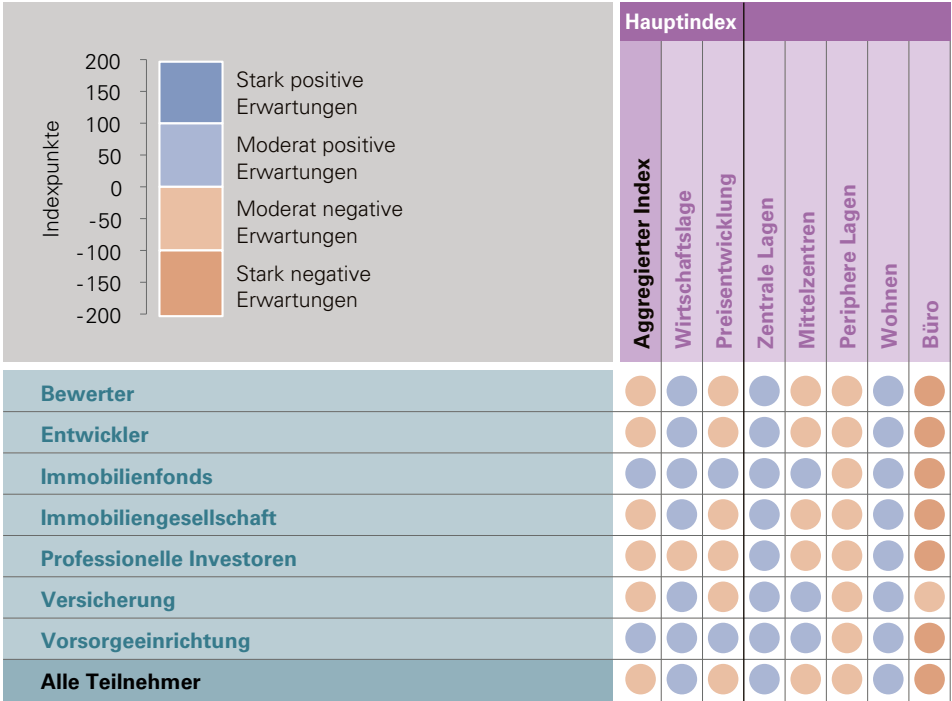 Hauptindex
200
150
100
50
0
-50
-100
-150
-200
Indexpunkte
Stark positive
Erwartungen
Moderat positive
Erwartungen
Moderat negative
Erwartungen
Stark negative
Erwartungen
Aggregierter Index
Wirtschaftslage
Preisentwicklung
Zentrale Lagen
Mittelzentren
Periphere Lagen
Wohnen
Büro
Bewerter
Entwickler
Immobilienfonds
Immobiliengesellschaft
Professionelle Investoren
Versicherung
Vorsorgeeinrichtung
Alle Teilnehmer